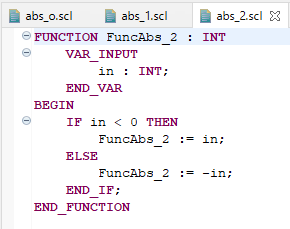 abs_o.scl abs_1.scl abs_2.scl
FUNCTION FuncAbs_2 : INT
    VAR_INPUT
        in : INT;
    END_VAR
BEGIN
    IF in < 0 THEN
        FuncAbs_2 := in;
    ELSE
        FuncAbs_2 := -in;
    END_IF;
END_FUNCTION